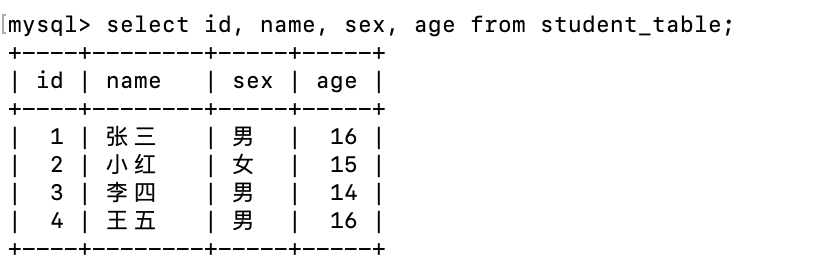 mysql> select id, name, sex, age from student_table;
+----+--------+-----+-----+
| id | name   | sex | age |
+----+--------+-----+-----+
|  1 | 张三   | 男  |  16 |
|  2 | 小红   | 女  |  15 |
|  3 | 李四   | 男  |  14 |
|  4 | 王五   | 男  |  16 |
+----+--------+-----+-----+